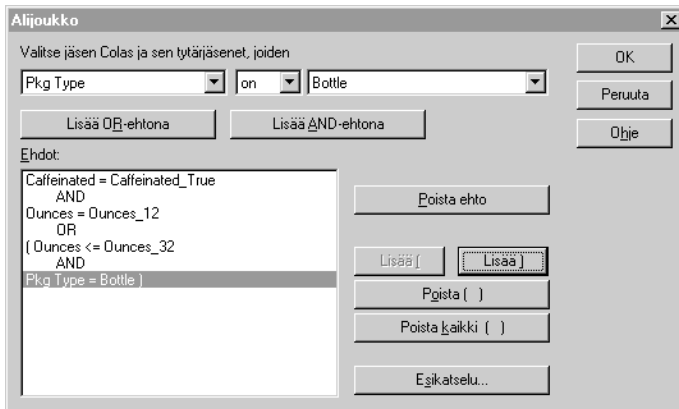 Alijoukko
Valitse jäsen Colas ja sen tytärjäsenet, joiden
Pkg Type on Bottle
Lisää OR-ehtona Lisää AND-ehtona
Ehdot:
Caffeinated = Caffeinated_True
AND
Ounces = Ounces_12
OR
( Ounces <= Ounces_32
AND
Pkg Type = Bottle )
OK
Peruuta
Ohje
Poista ehto
Lisää ( Lisää )
Poista ( )
Poista kaikki ( )
Esikatselu...